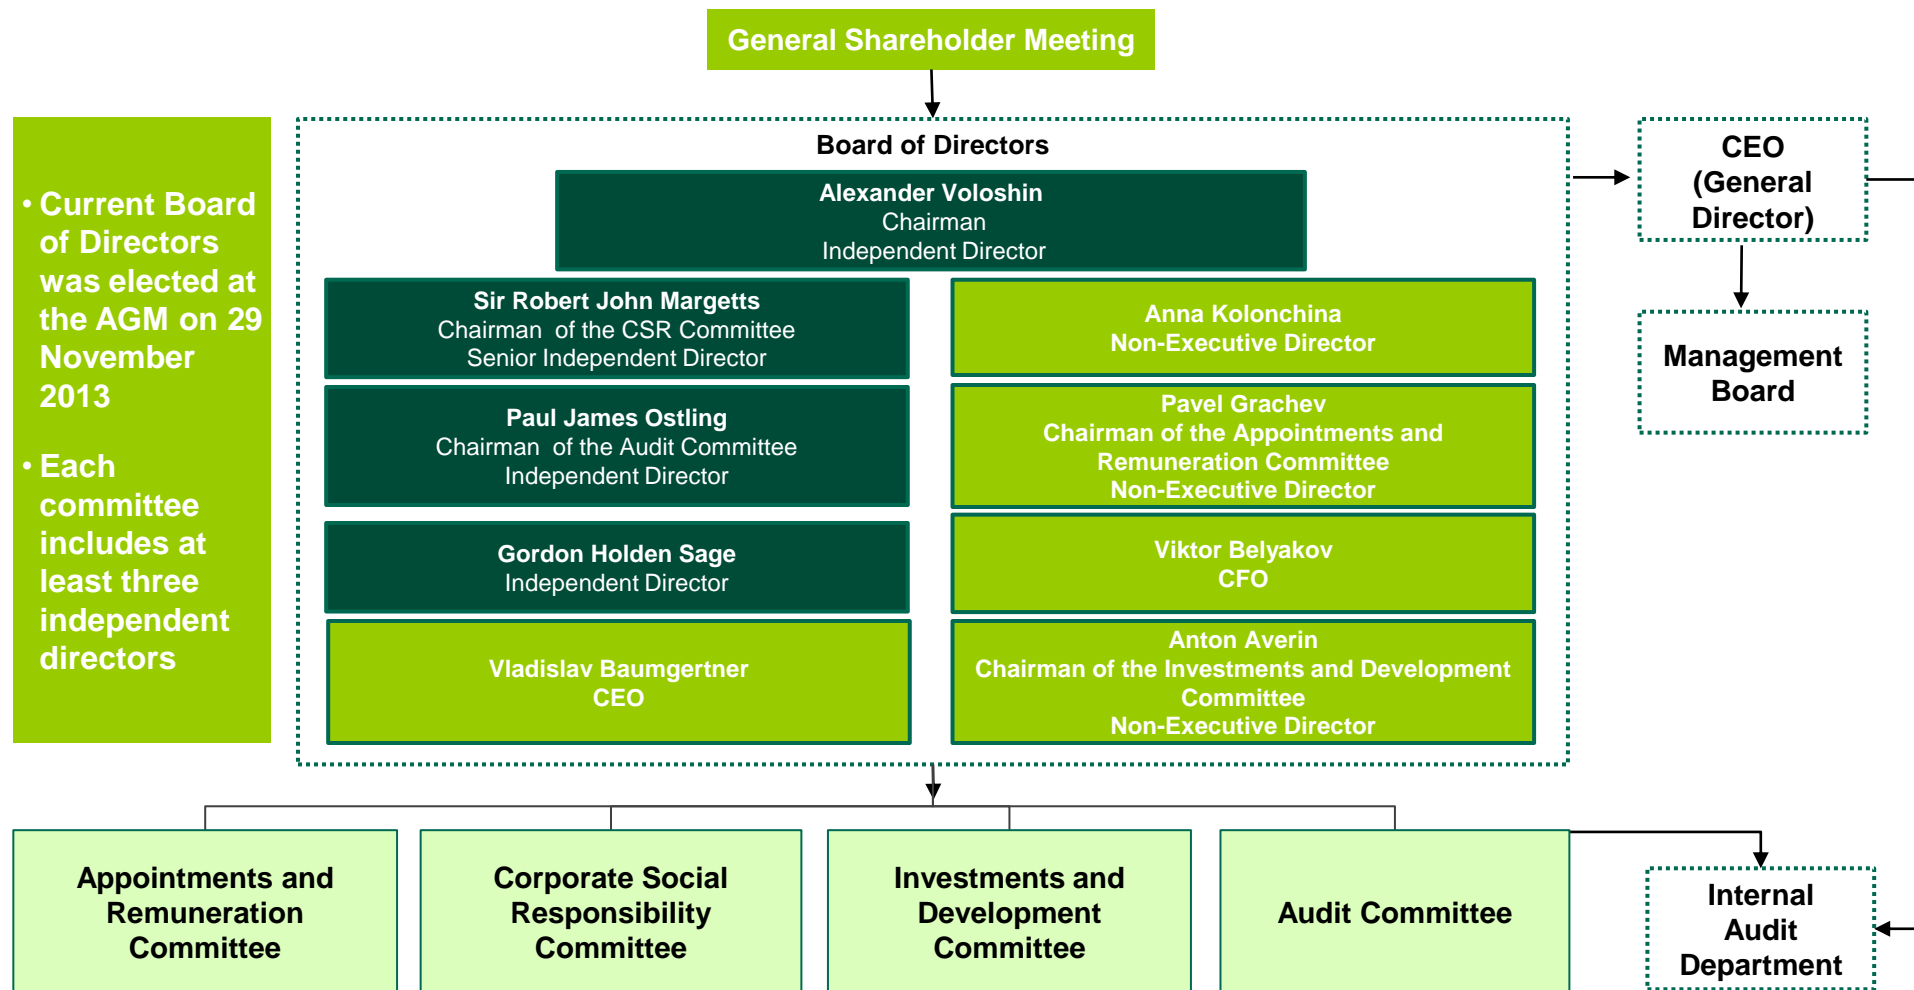 General Shareholder Meeting
• Current Board
of Directors
was elected at
the AGM on 29
November
2013
• Each
committee
includes at
least three
independent
directors
Board of Directors
Alexander Voloshin
Chairman
Independent Director
Sir Robert John Margetts
Chairman of the CSR Committee
Senior Independent Director
Paul James Ostling
Chairman of the Audit Committee
Independent Director
Gordon Holden Sage
Independent Director
Vladislav Baumgertner
CEO
Anna Kolonchina
Non-Executive Director
Pavel Grachev
Chairman of the Appointments and
Remuneration Committee
Non-Executive Director
Viktor Belyakov
CFO
Anton Averin
Chairman of the Investments and Development
Committee
Non-Executive Director
CEO
(General
Director)
Management
Board
Appointments and
Remuneration
Committee
Corporate Social
Responsibility
Committee
Investments and
Development
Committee
Audit Committee
Internal
Audit
Department